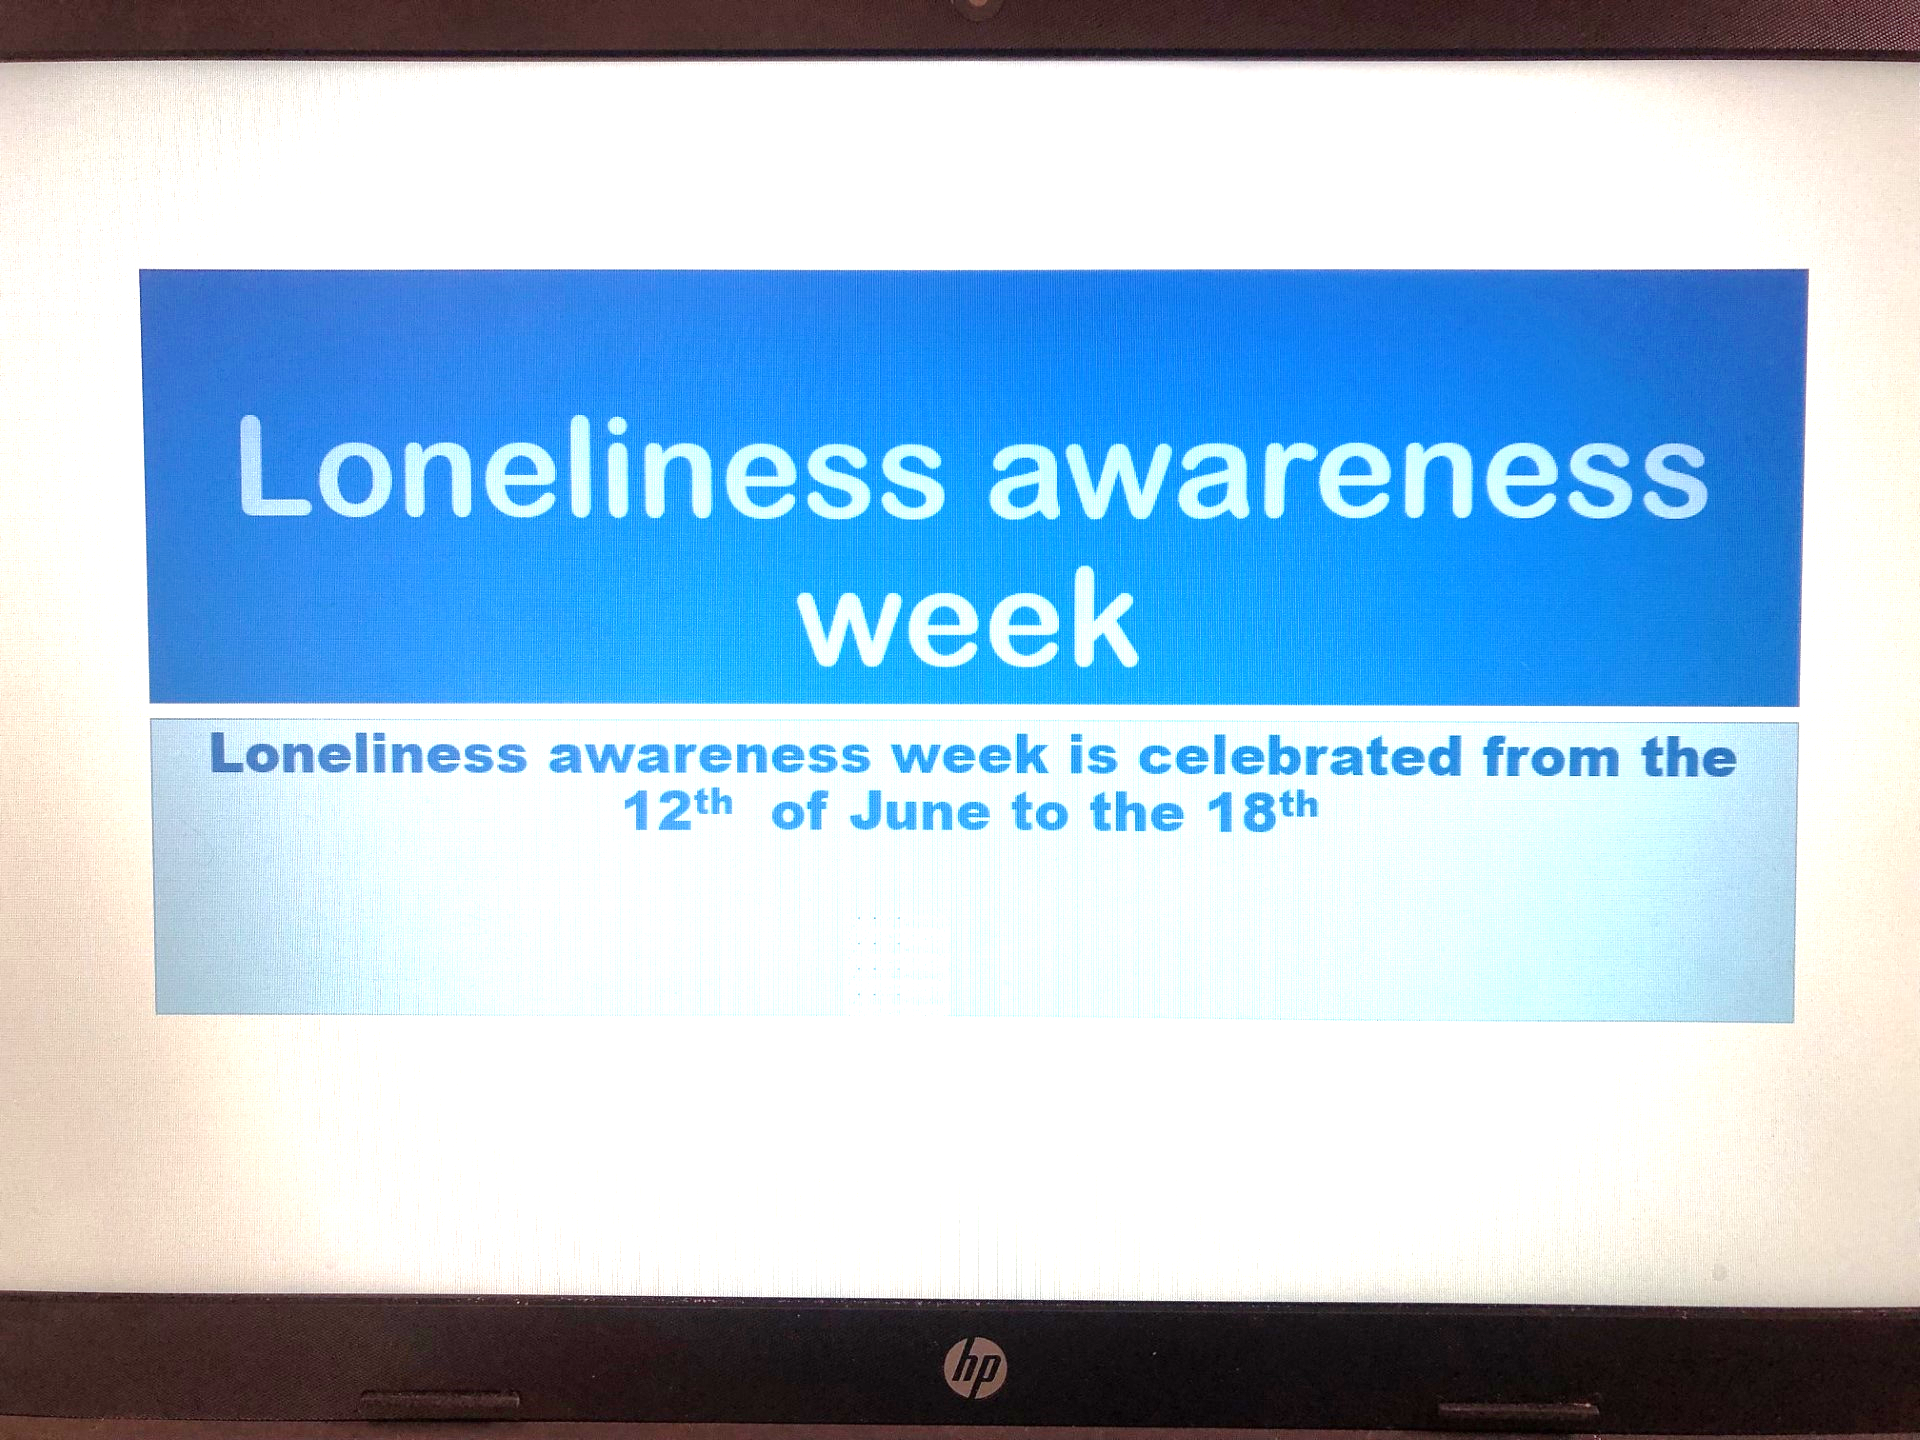 Loneliness awareness
week
Loneliness awareness week is celebrated from the
12th of June to the 18th
hp